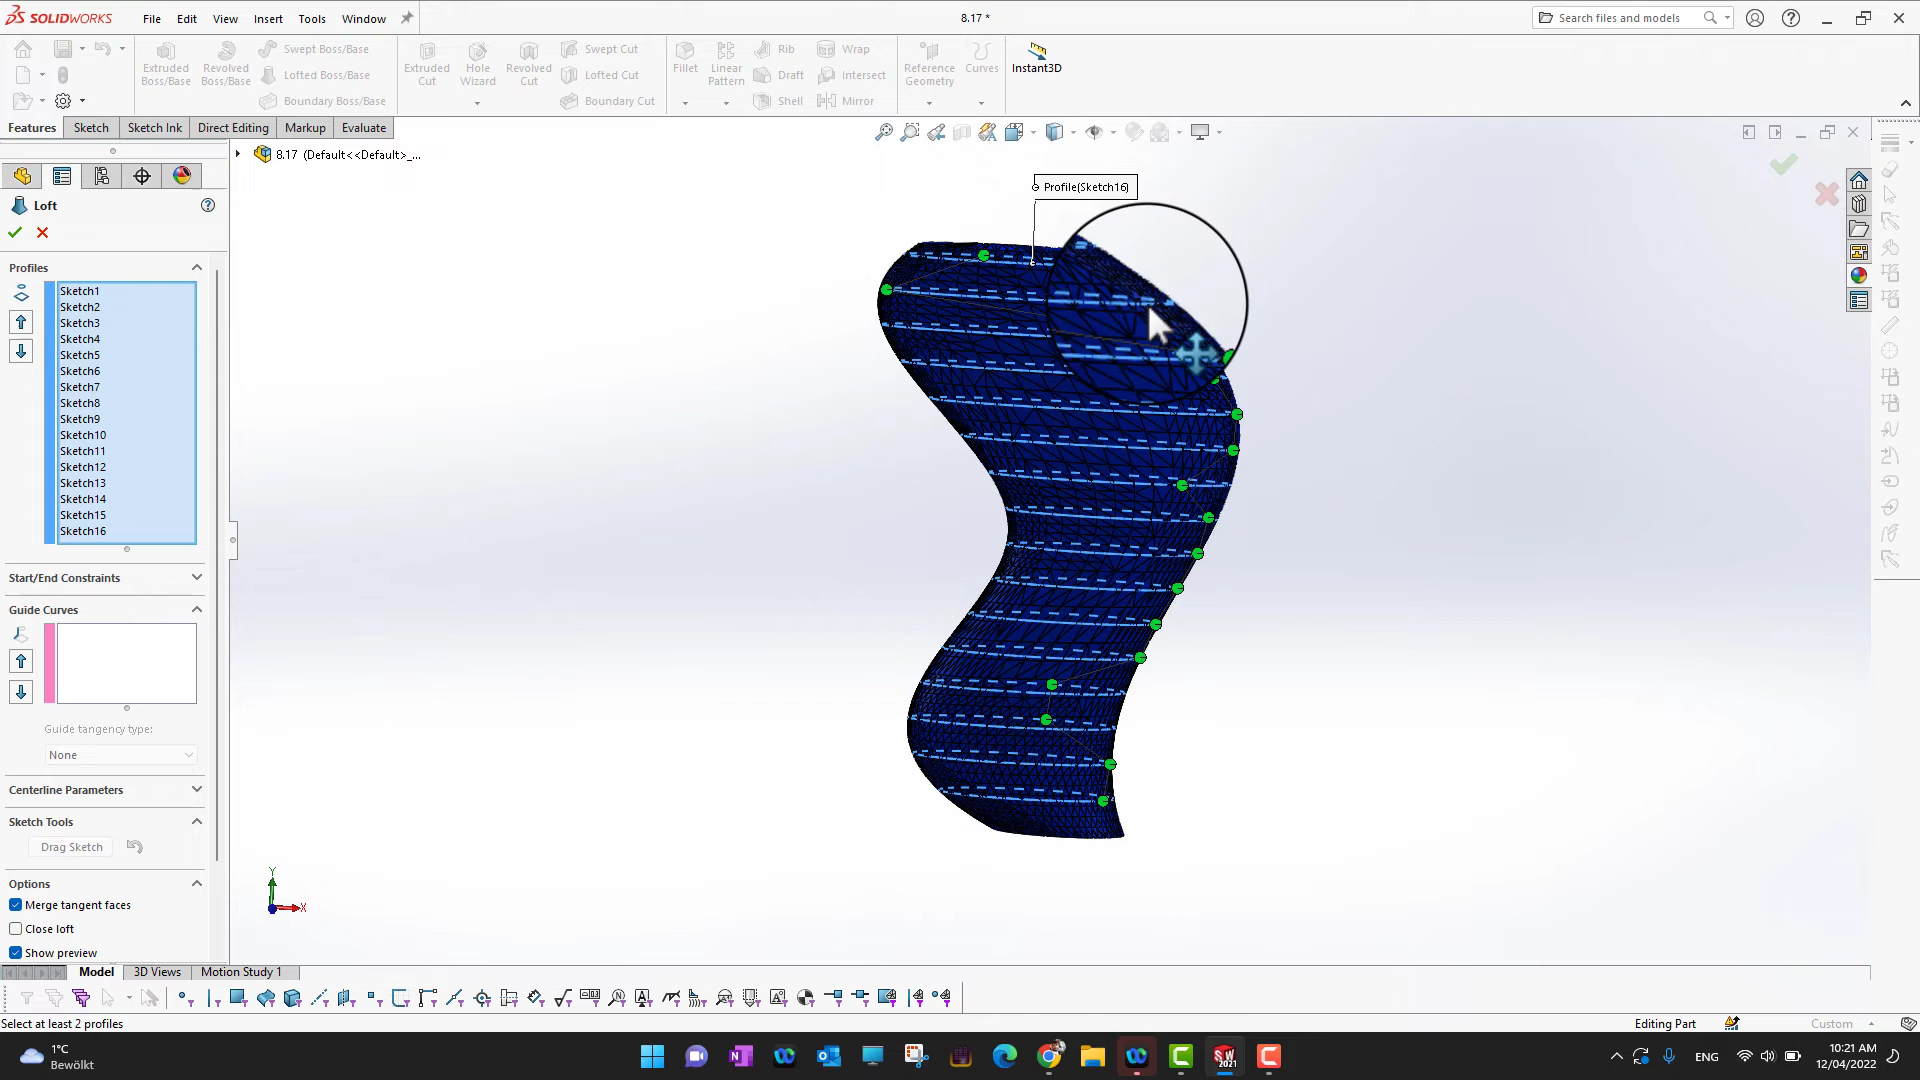 SOLIDWORKS
File Edit View Insert Tools Window
8.17 *
Search files and models
Extruded Boss/Base
Revolved Boss/Base
Swept Boss/Base
Lofted Boss/Base
Boundary Boss/Base
Extruded Cut
Hole Wizard
Revolved Cut
Swept Cut
Lofted Cut
Boundary Cut
Fillet
Linear Pattern
Rib
Draft
Shell
Wrap
Intersect
Mirror
Reference Geometry
Curves
Instant3D
Features Sketch Sketch Ink Direct Editing Markup Evaluate
8.17 (Default<<Default>_...
Loft
Profiles
Sketch1
Sketch2
Sketch3
Sketch4
Sketch5
Sketch6
Sketch7
Sketch8
Sketch9
Sketch10
Sketch11
Sketch12
Sketch13
Sketch14
Sketch15
Sketch16
Start/End Constraints
Guide Curves
Guide tangency type:
None
Centerline Parameters
Sketch Tools
Drag Sketch
Options
Merge tangent faces
Close loft
Show preview
Profile(Sketch16)
Y
X
Model 3D Views Motion Study 1
Select at least 2 profiles
Editing Part
Custom
1°C
Bewölkt
SW
2021
ENG
10:21 AM
12/04/2022